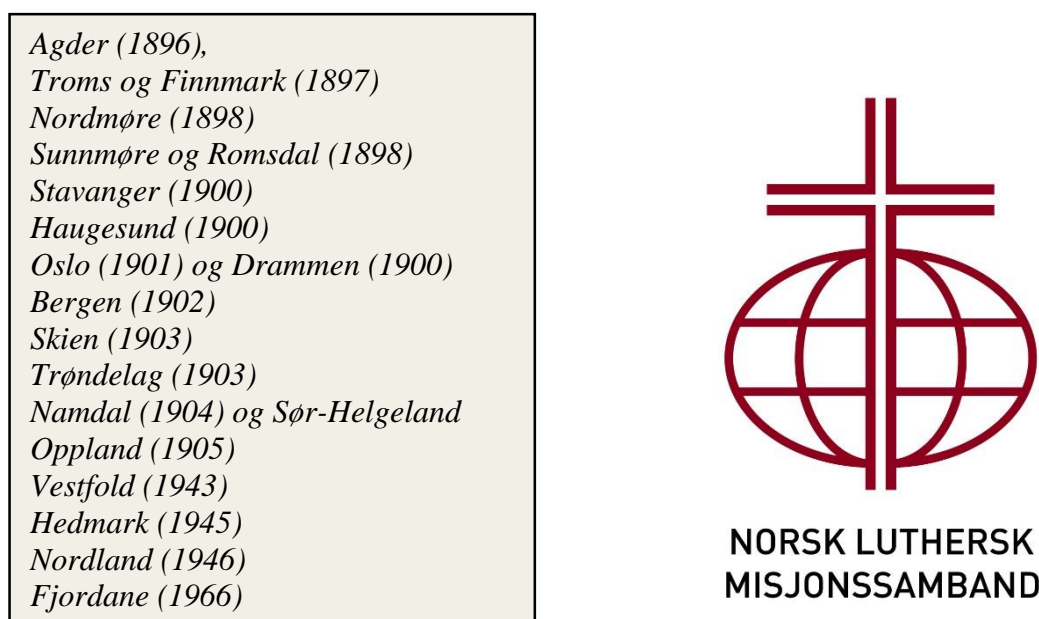 Agder (1896),
Troms og Finnmark (1897)
Nordmøre (1898)
Sunnmøre og Romsdal (1898)
Stavanger (1900)
Haugesund (1900)
Oslo (1901) og Drammen (1900)
Bergen (1902)
Skien (1903)
Trøndelag (1903)
Namdal (1904) og Sør-Helgeland
Oppland (1905)
Vestfold (1943)
Hedmark (1945)
Nordland (1946)
Fjordane (1966)
NORSK LUTHERSK
MISJONSSAMBAND